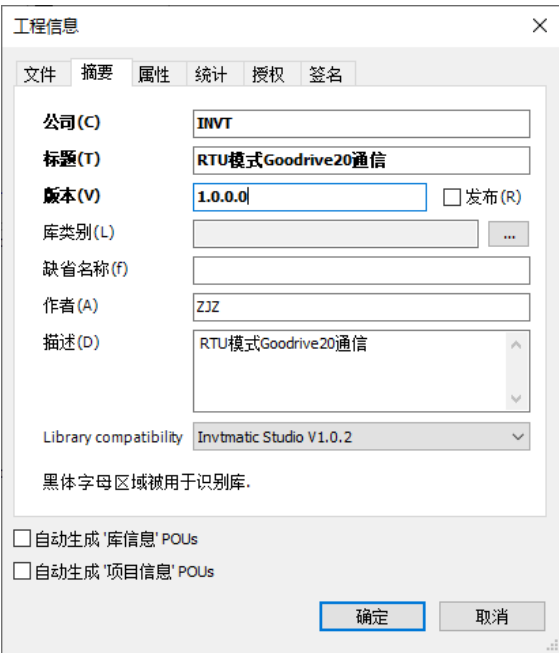 工程信息
文件 摘要 属性 统计 授权 签名
公司(C) INVT
标题(T) RTU模式Goodrive20通信
版本(V) 1.0.0.0 发布(R)
库类别(L) ...
缺省名称(f)
作者(A) ZJZ
描述(D) RTU模式Goodrive20通信
Library compatibility Invtmatic Studio V1.0.2
黑体字母区域被用于识别库.
自动生成'库信息' POUs
自动生成'项目信息' POUs
确定 取消